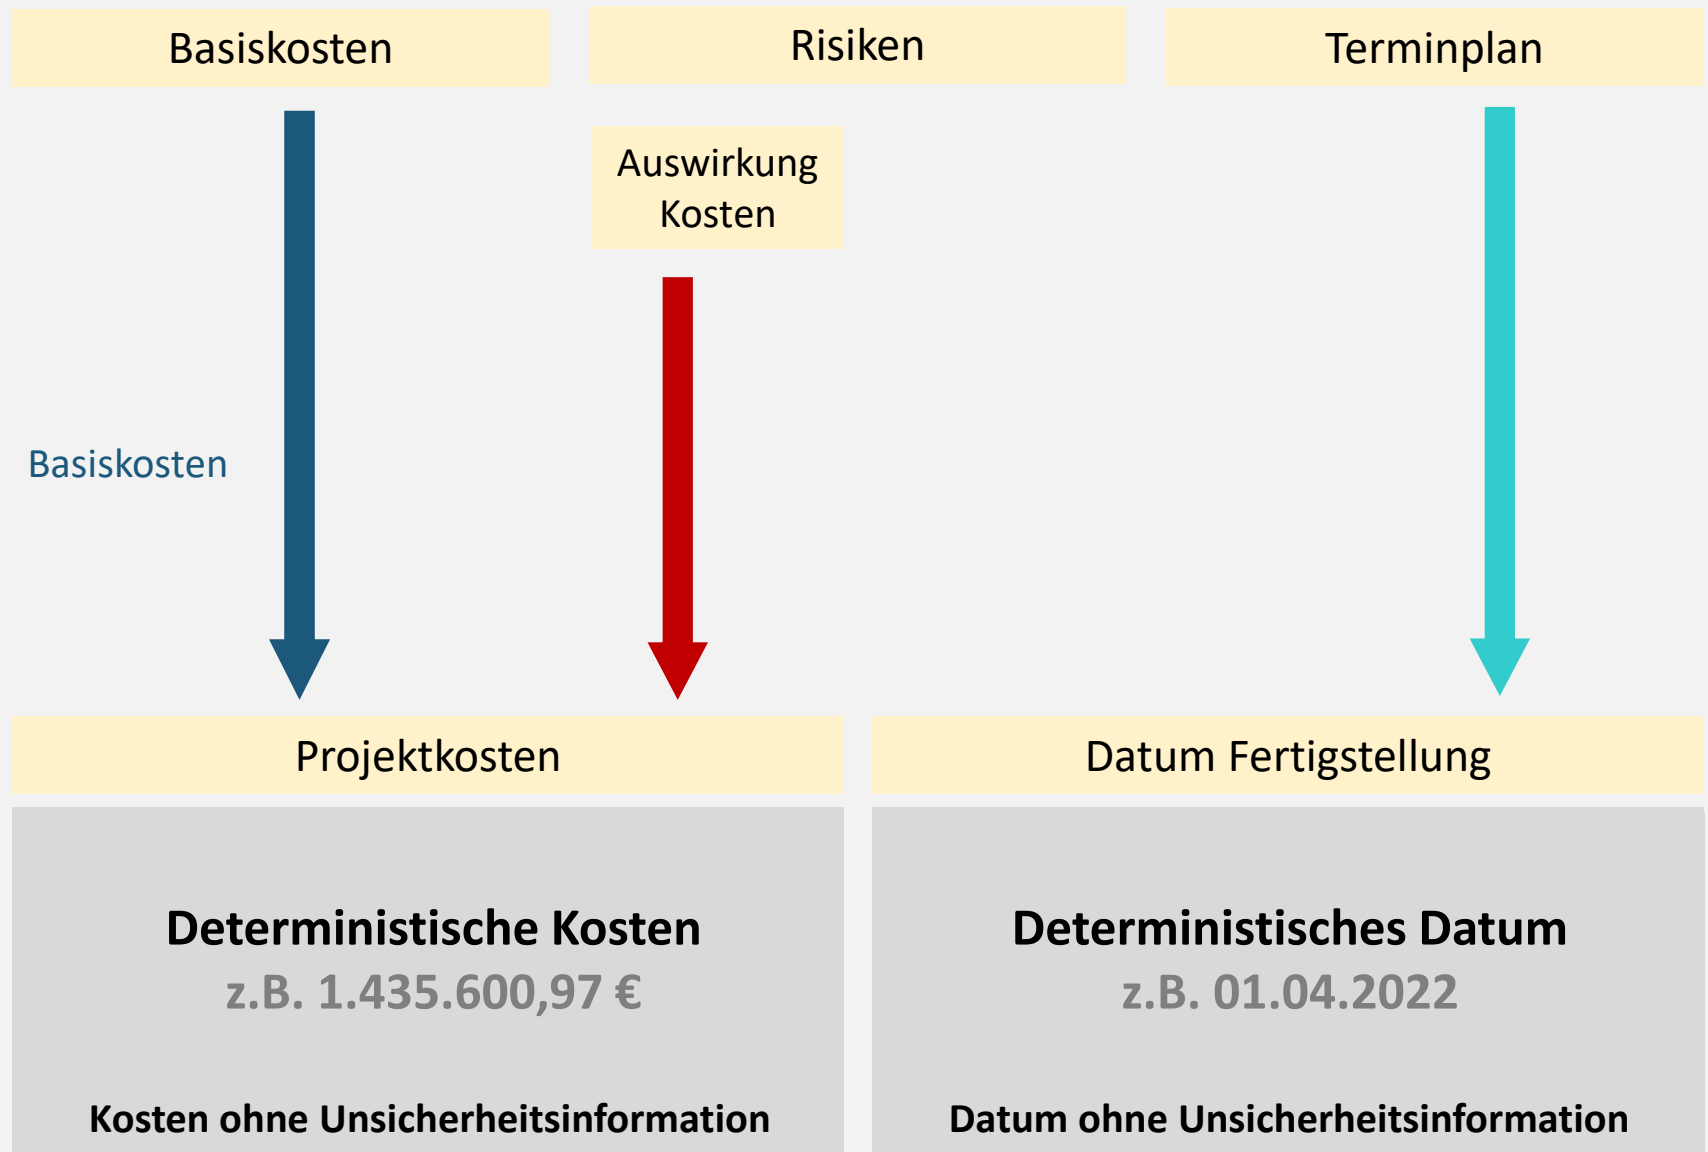 Basiskosten
Risiken
Terminplan
Auswirkung
Kosten
Basiskosten
Projektkosten
Datum Fertigstellung
Deterministische Kosten
z.B. 1.435.600,97 €
Kosten ohne Unsicherheitsinformation
Deterministisches Datum
z.B. 01.04.2022
Datum ohne Unsicherheitsinformation